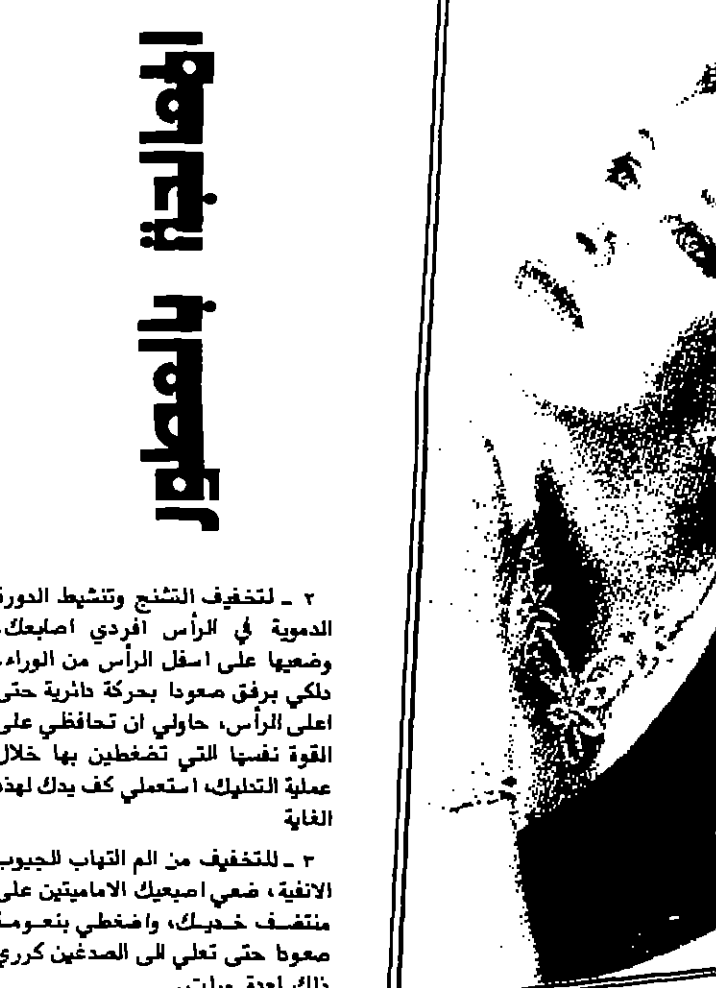 المعالجة بالعطور
٢ ـ لتخفيف التشنج وتنشيط الدورة
الدموية في الرأس افردي اصابعك،
وضعيها على اسفل الرأس من الوراء،
دلكي برفق صعودا بحركة دائرية حتى
اعلى الرأس، حاولي ان تحافظي على
القوة نفسها التي تضغطين بها خلال
عملية التدليك، استعملي كف يدك لهذه
الغاية
٣ ـ للتخفيف من الم التهاب الجيوب
الانفية، ضعي اصبعيك الاماميتين على
منتصف خديك، واضغطي بنعومة
صعودا حتى تعلي الى الصدغين كرري
ذلك لعدة مرات.